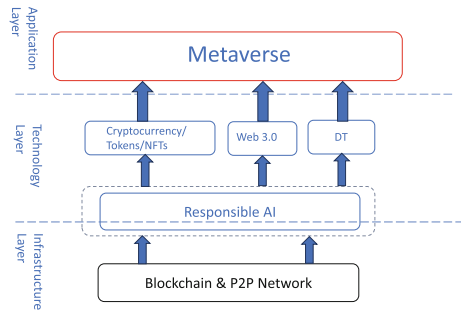 Application
Layer
Metaverse
Technology
Layer
Cryptocurrency/
Tokens/NFTs
Web 3.0
DT
Responsible AI
Infrastructure
Layer
Blockchain & P2P Network